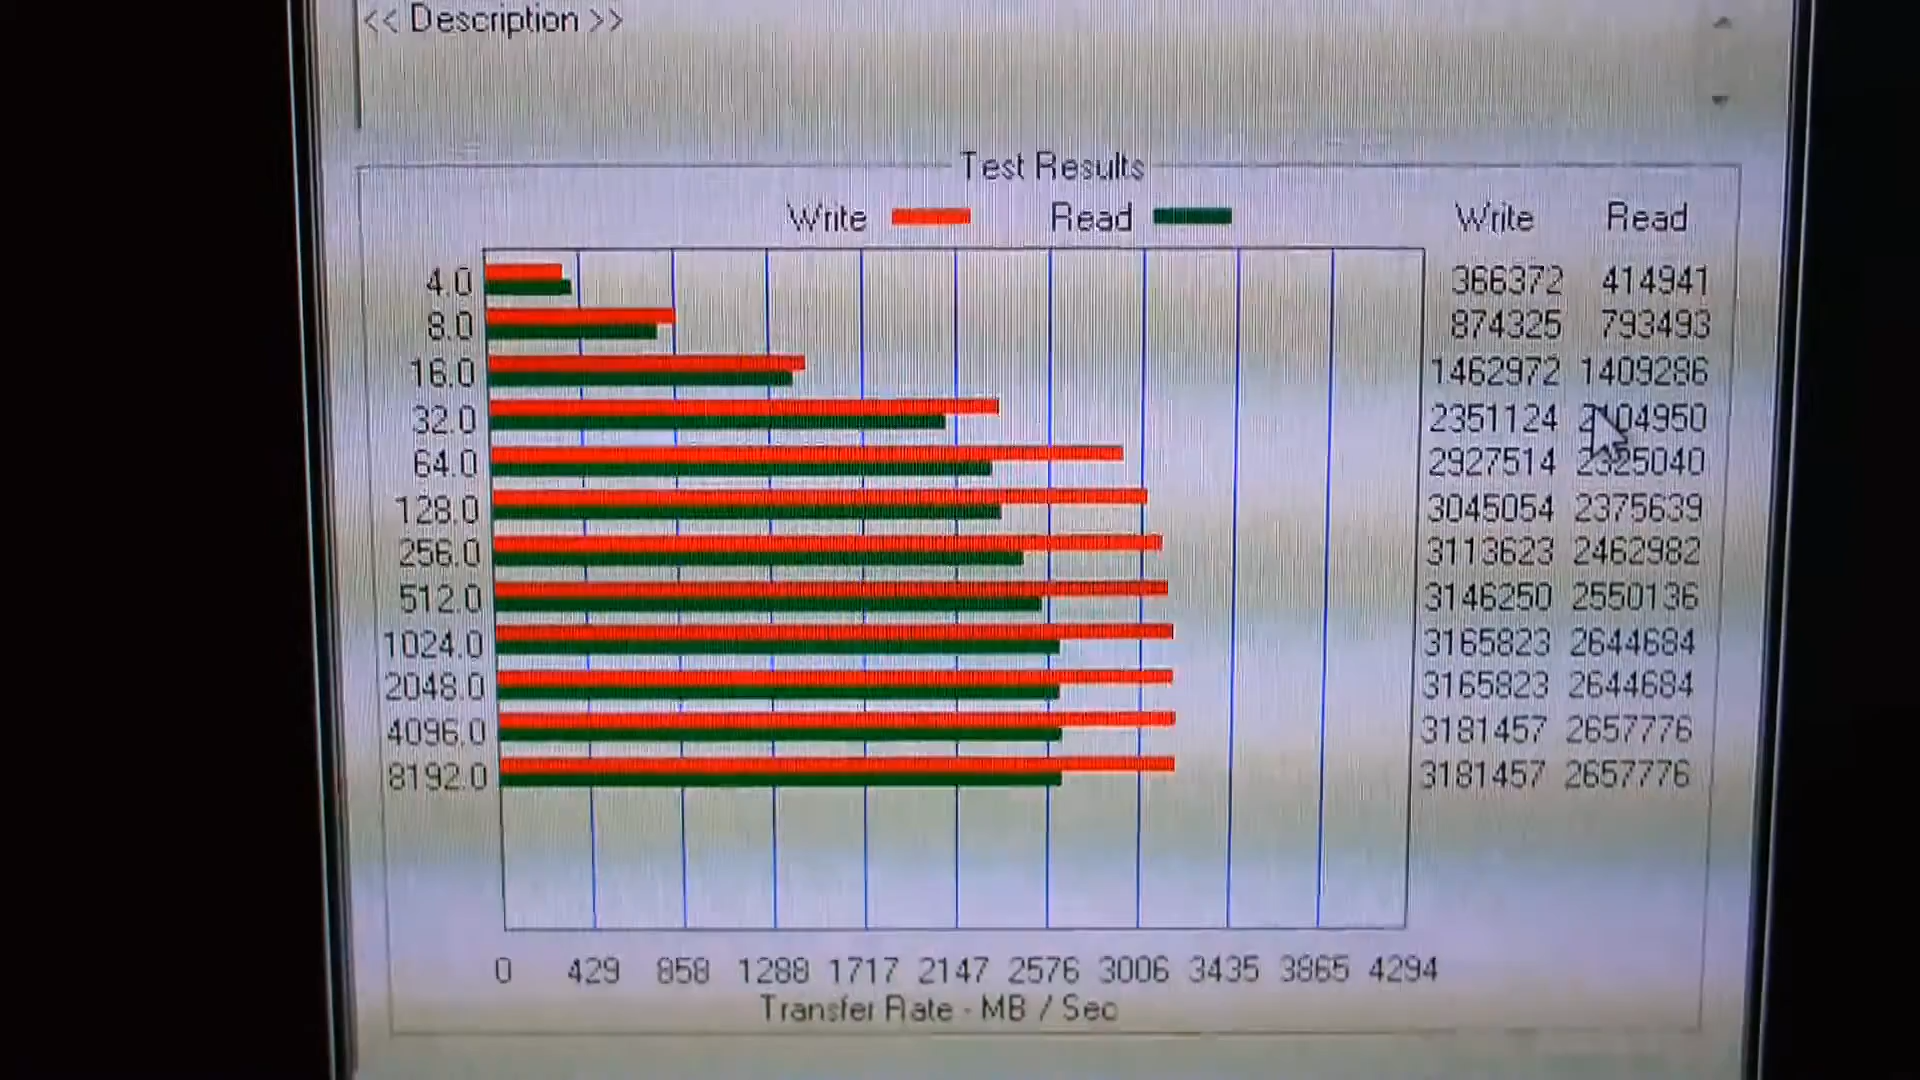 << Description >>
Test Results
Write Read Write Read
4.0 366372 414941
8.0 874325 793493
16.0 1462972 1409286
32.0 2351124 2104950
64.0 2927514 2325040
128.0 3045054 2375639
256.0 3113623 2462982
512.0 3146250 2550136
1024.0 3165823 2644684
2048.0 3165823 2644684
4096.0 3181457 2657776
8192.0 3181457 2657776
0 429 858 1288 1717 2147 2576 3006 3435 3865 4294
Transfer Rate - MB / Sec